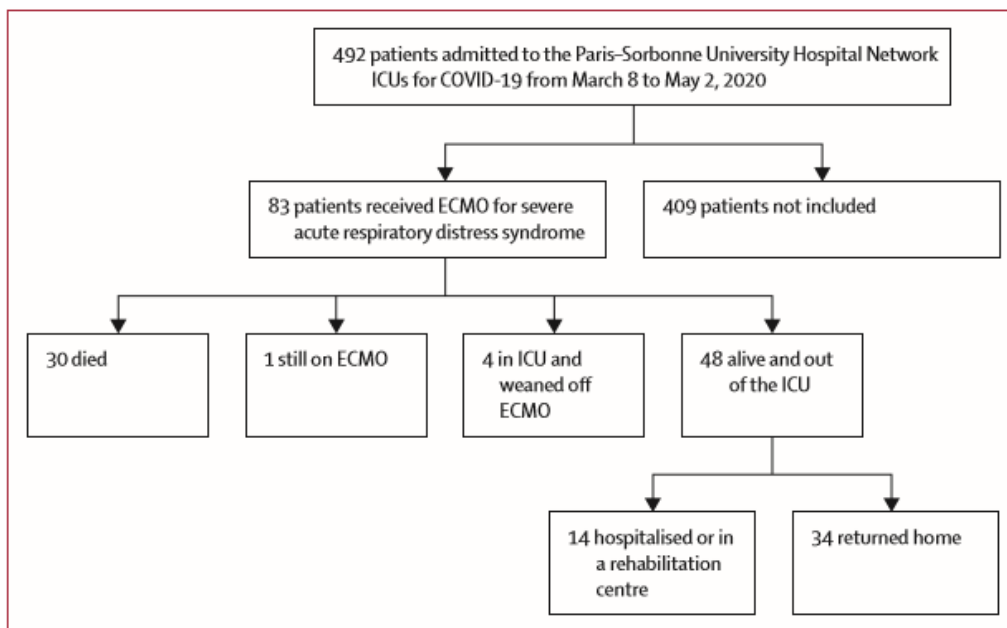 492 patients admitted to the Paris–Sorbonne University Hospital Network
ICUs for COVID-19 from March 8 to May 2, 2020
83 patients received ECMO for severe
acute respiratory distress syndrome
409 patients not included
30 died
1 still on ECMO
4 in ICU and
weaned off
ECMO
48 alive and out
of the ICU
14 hospitalised or in
a rehabilitation
centre
34 returned home